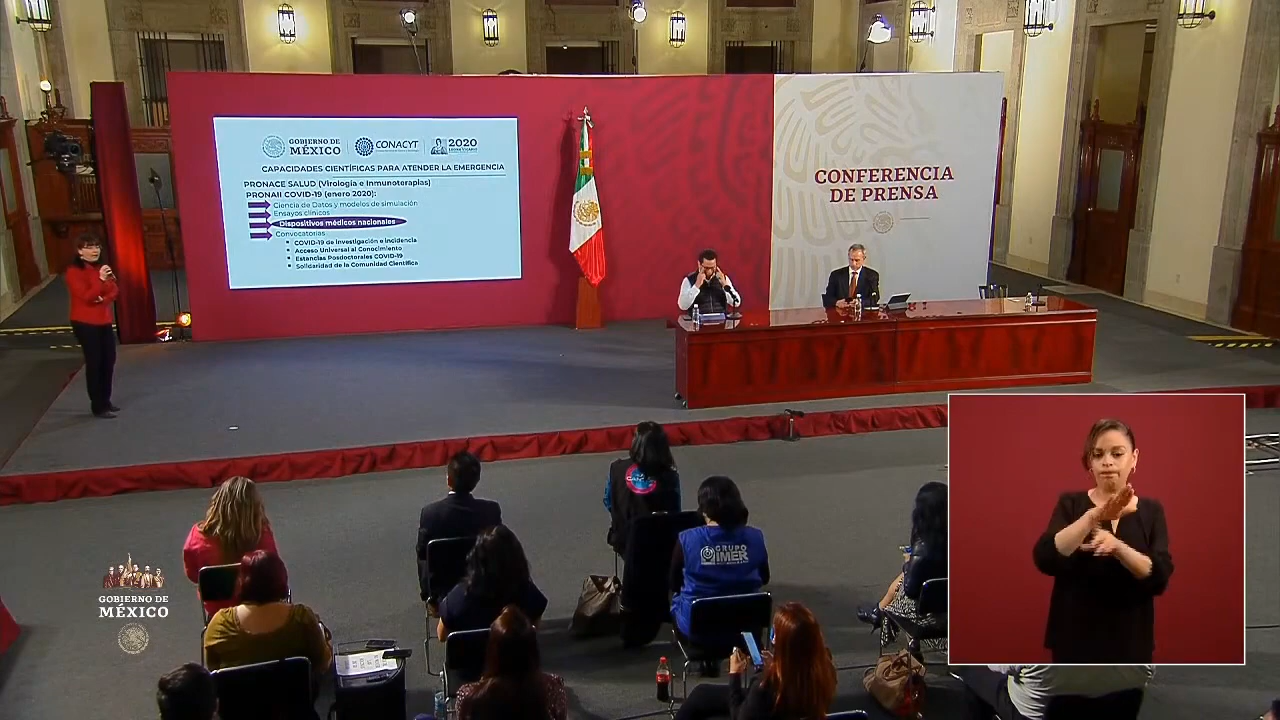 GOBIERNO DE
MÉXICO
CONACYT
2020
CAPACIDADES CIENTÍFICAS PARA ATENDER LA EMERGENCIA
PRONACE SALUD (Virología e Inmunoterapias)
PRONAII COVID-19 (enero 2020):
Ciencia de Datos y modelos de simulación
Ensayos clínicos
Dispositivos médicos nacionales
Convocatorias
COVID-19 de investigación e incidencia
Acceso Universal al Conocimiento
Estancias Posdoctorales COVID-19
Solidaridad de la Comunidad Científica
CONFERENCIA
DE PRENSA
GRUPO
IMER
GOBIERNO DE
MÉXICO